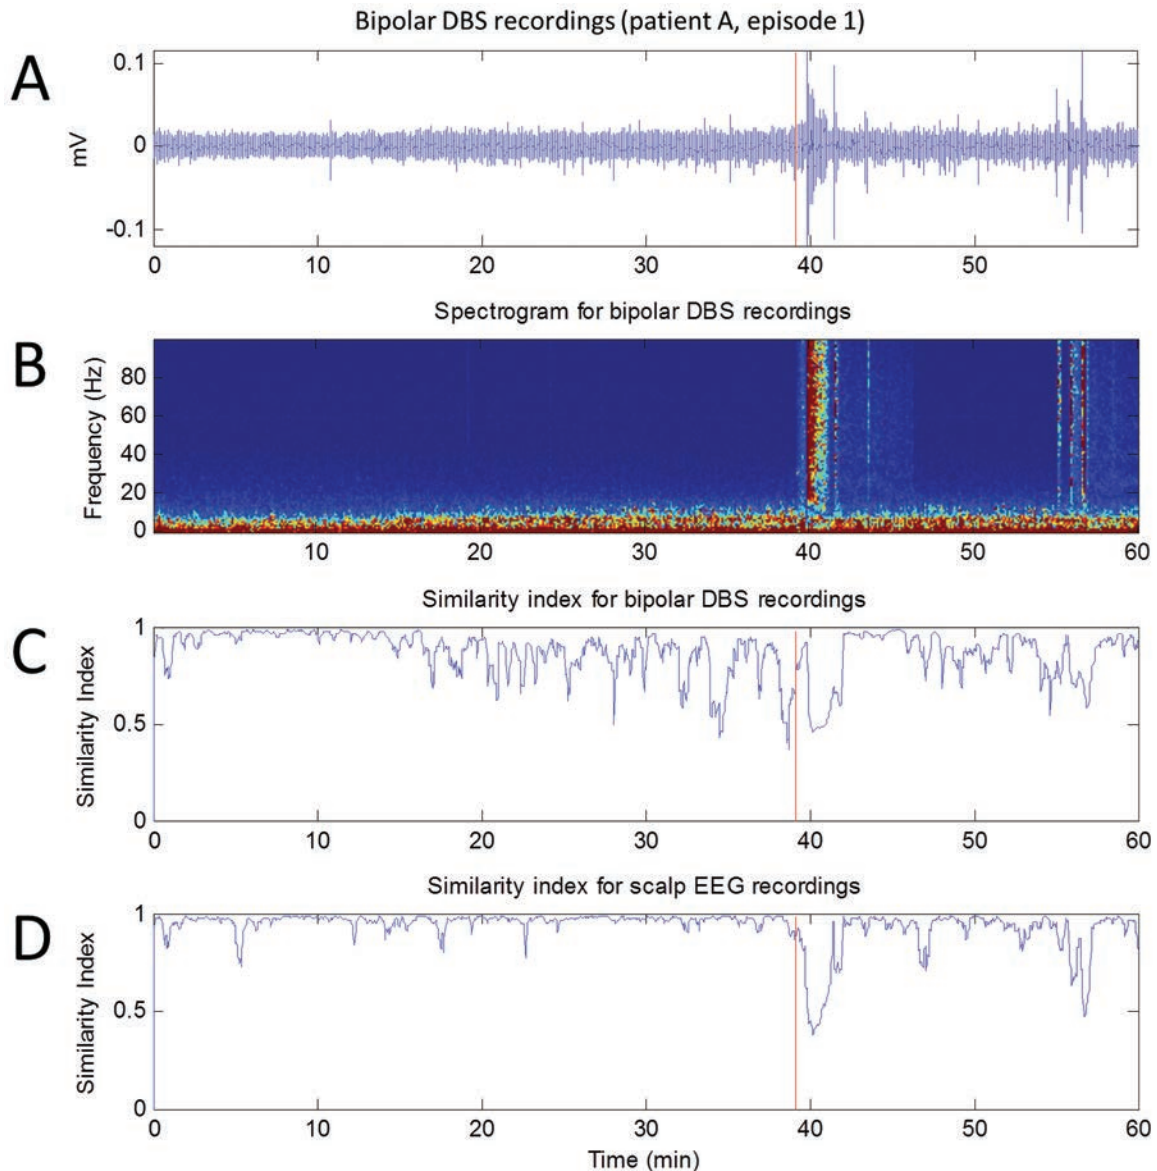 Bipolar DBS recordings (patient A, episode 1)
A
mV
0.1
0
-0.1
0 10 20 30 40 50
Spectrogram for bipolar DBS recordings
B
Frequency (Hz)
80
60
40
20
0
10 20 30 40 50 60
Similarity index for bipolar DBS recordings
C
Similarity Index
1
0.5
0
0 10 20 30 40 50 60
Similarity index for scalp EEG recordings
D
Similarity Index
1
0.5
0
0 10 20 30 40 50 60
Time (min)